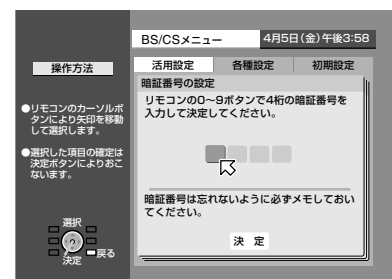 BS/CSメニュー
4月5日(金)午後3:58
操作方法
活用設定
各種設定
初期設定
暗証番号の設定
●リモコンのカーソルボ
タンにより矢印を移動
して選択します。
●選択した項目の確定は
決定ボタンによりおこ
ないます。
リモコンの0～9ボタンで4桁の暗証番号を
入力して決定してください。
暗証番号は忘れないように必ずメモしておい
てください。
決 定
選択
戻る
決定